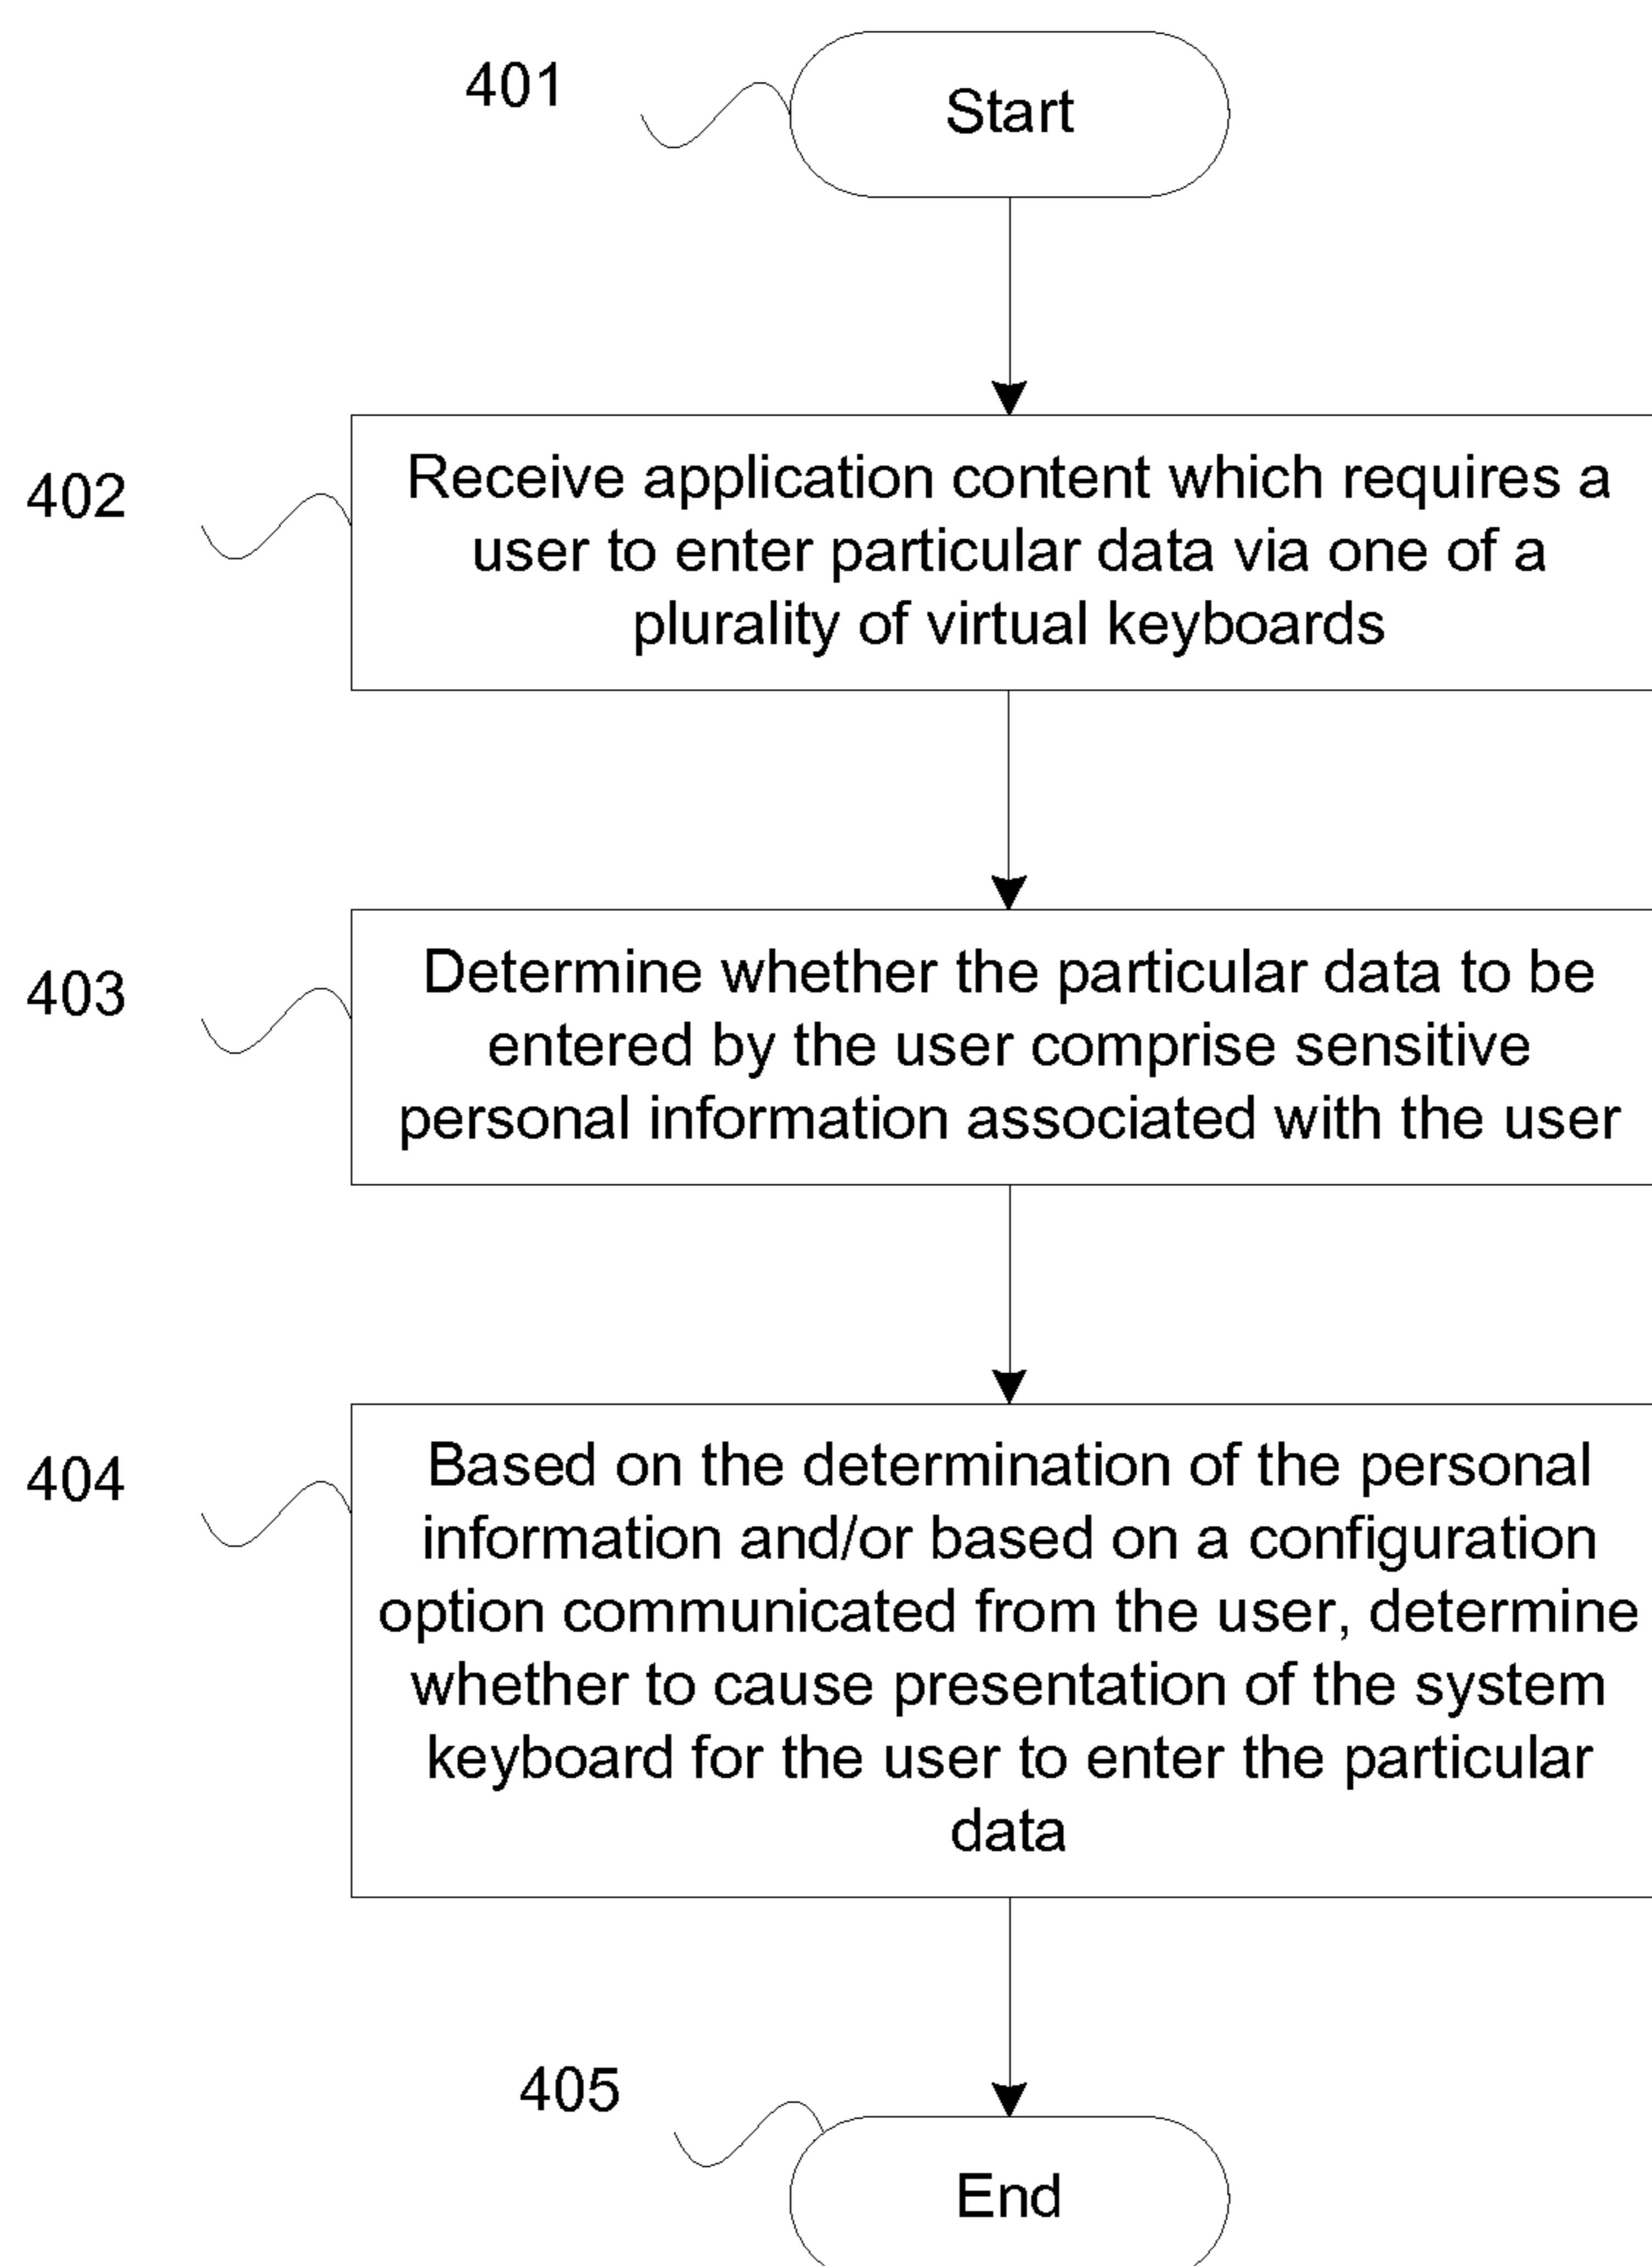 401
Start
402
Receive application content which requires a
user to enter particular data via one of a
plurality of virtual keyboards
403
Determine whether the particular data to be
entered by the user comprise sensitive
personal information associated with the user
404
Based on the determination of the personal
information and/or based on a configuration
option communicated from the user, determine
whether to cause presentation of the system
keyboard for the user to enter the particular
data
405
End